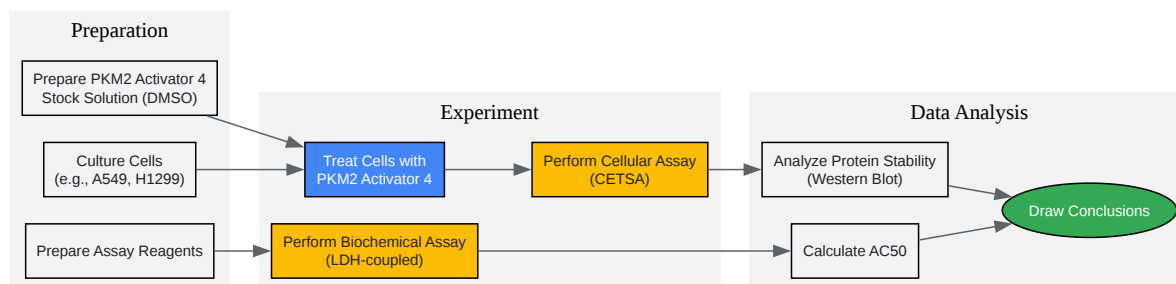 Preparation
Prepare PKM2 Activator 4
Stock Solution (DMSO)
Culture Cells
(e.g., A549, H1299)
Prepare Assay Reagents
Experiment
Treat Cells with
PKM2 Activator 4
Perform Cellular Assay
(CETSA)
Perform Biochemical Assay
(LDH-coupled)
Data Analysis
Analyze Protein Stability
(Western Blot)
Calculate AC50
Draw Conclusions